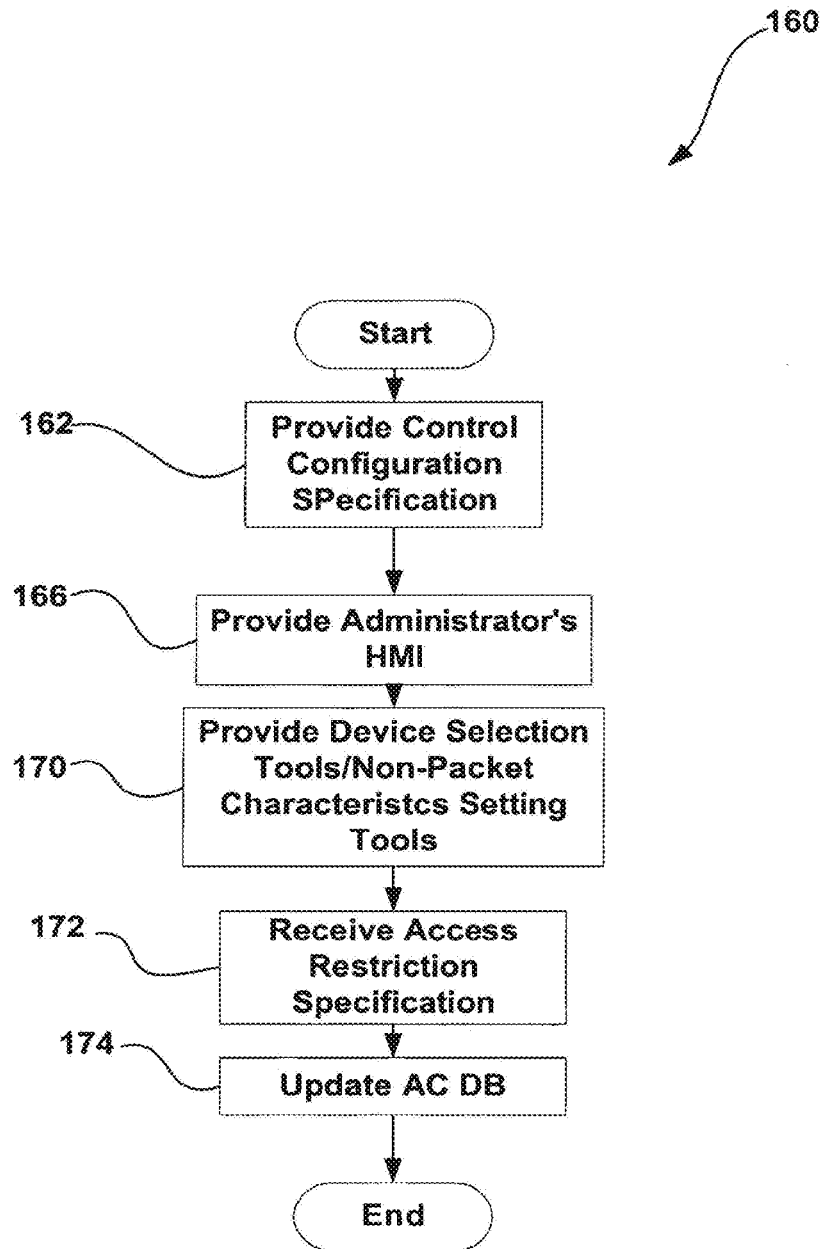 160
Start
162
Provide Control
Configuration
SPecification
166
Provide Administrator's
HMI
170
Provide Device Selection
Tools/Non-Packet
Characteristcs Setting
Tools
172
Receive Access
Restriction
Specification
174
Update AC DB
End